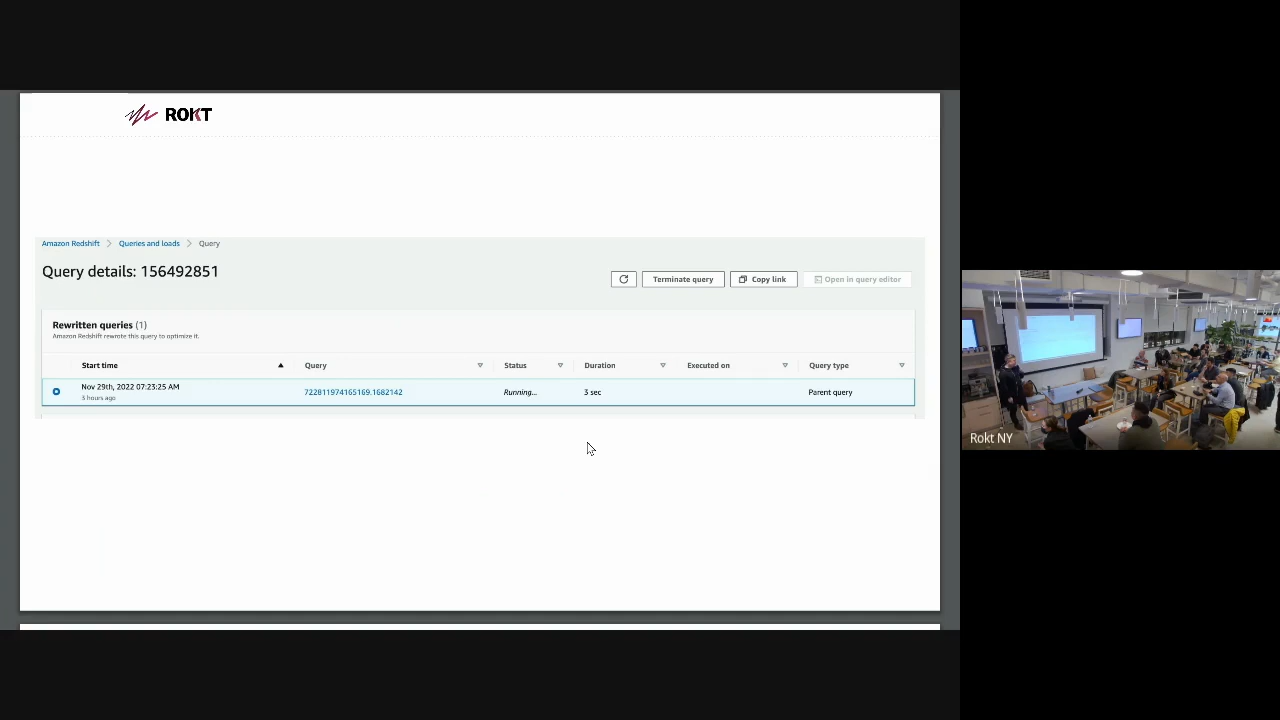 ROKT
Amazon Redshift > Queries and loads > Query
Query details: 156492851
Terminate query
Copy link
Open in query editor
Rewritten queries (1)
Amazon Redshift rewrote this query to optimize it.
Start time Query Status Duration Executed on Query type
Nov 29th, 2022 07:23:25 AM 722811974165169.1682142 Running... 3 sec Parent query
3 hours ago
Rokt NY